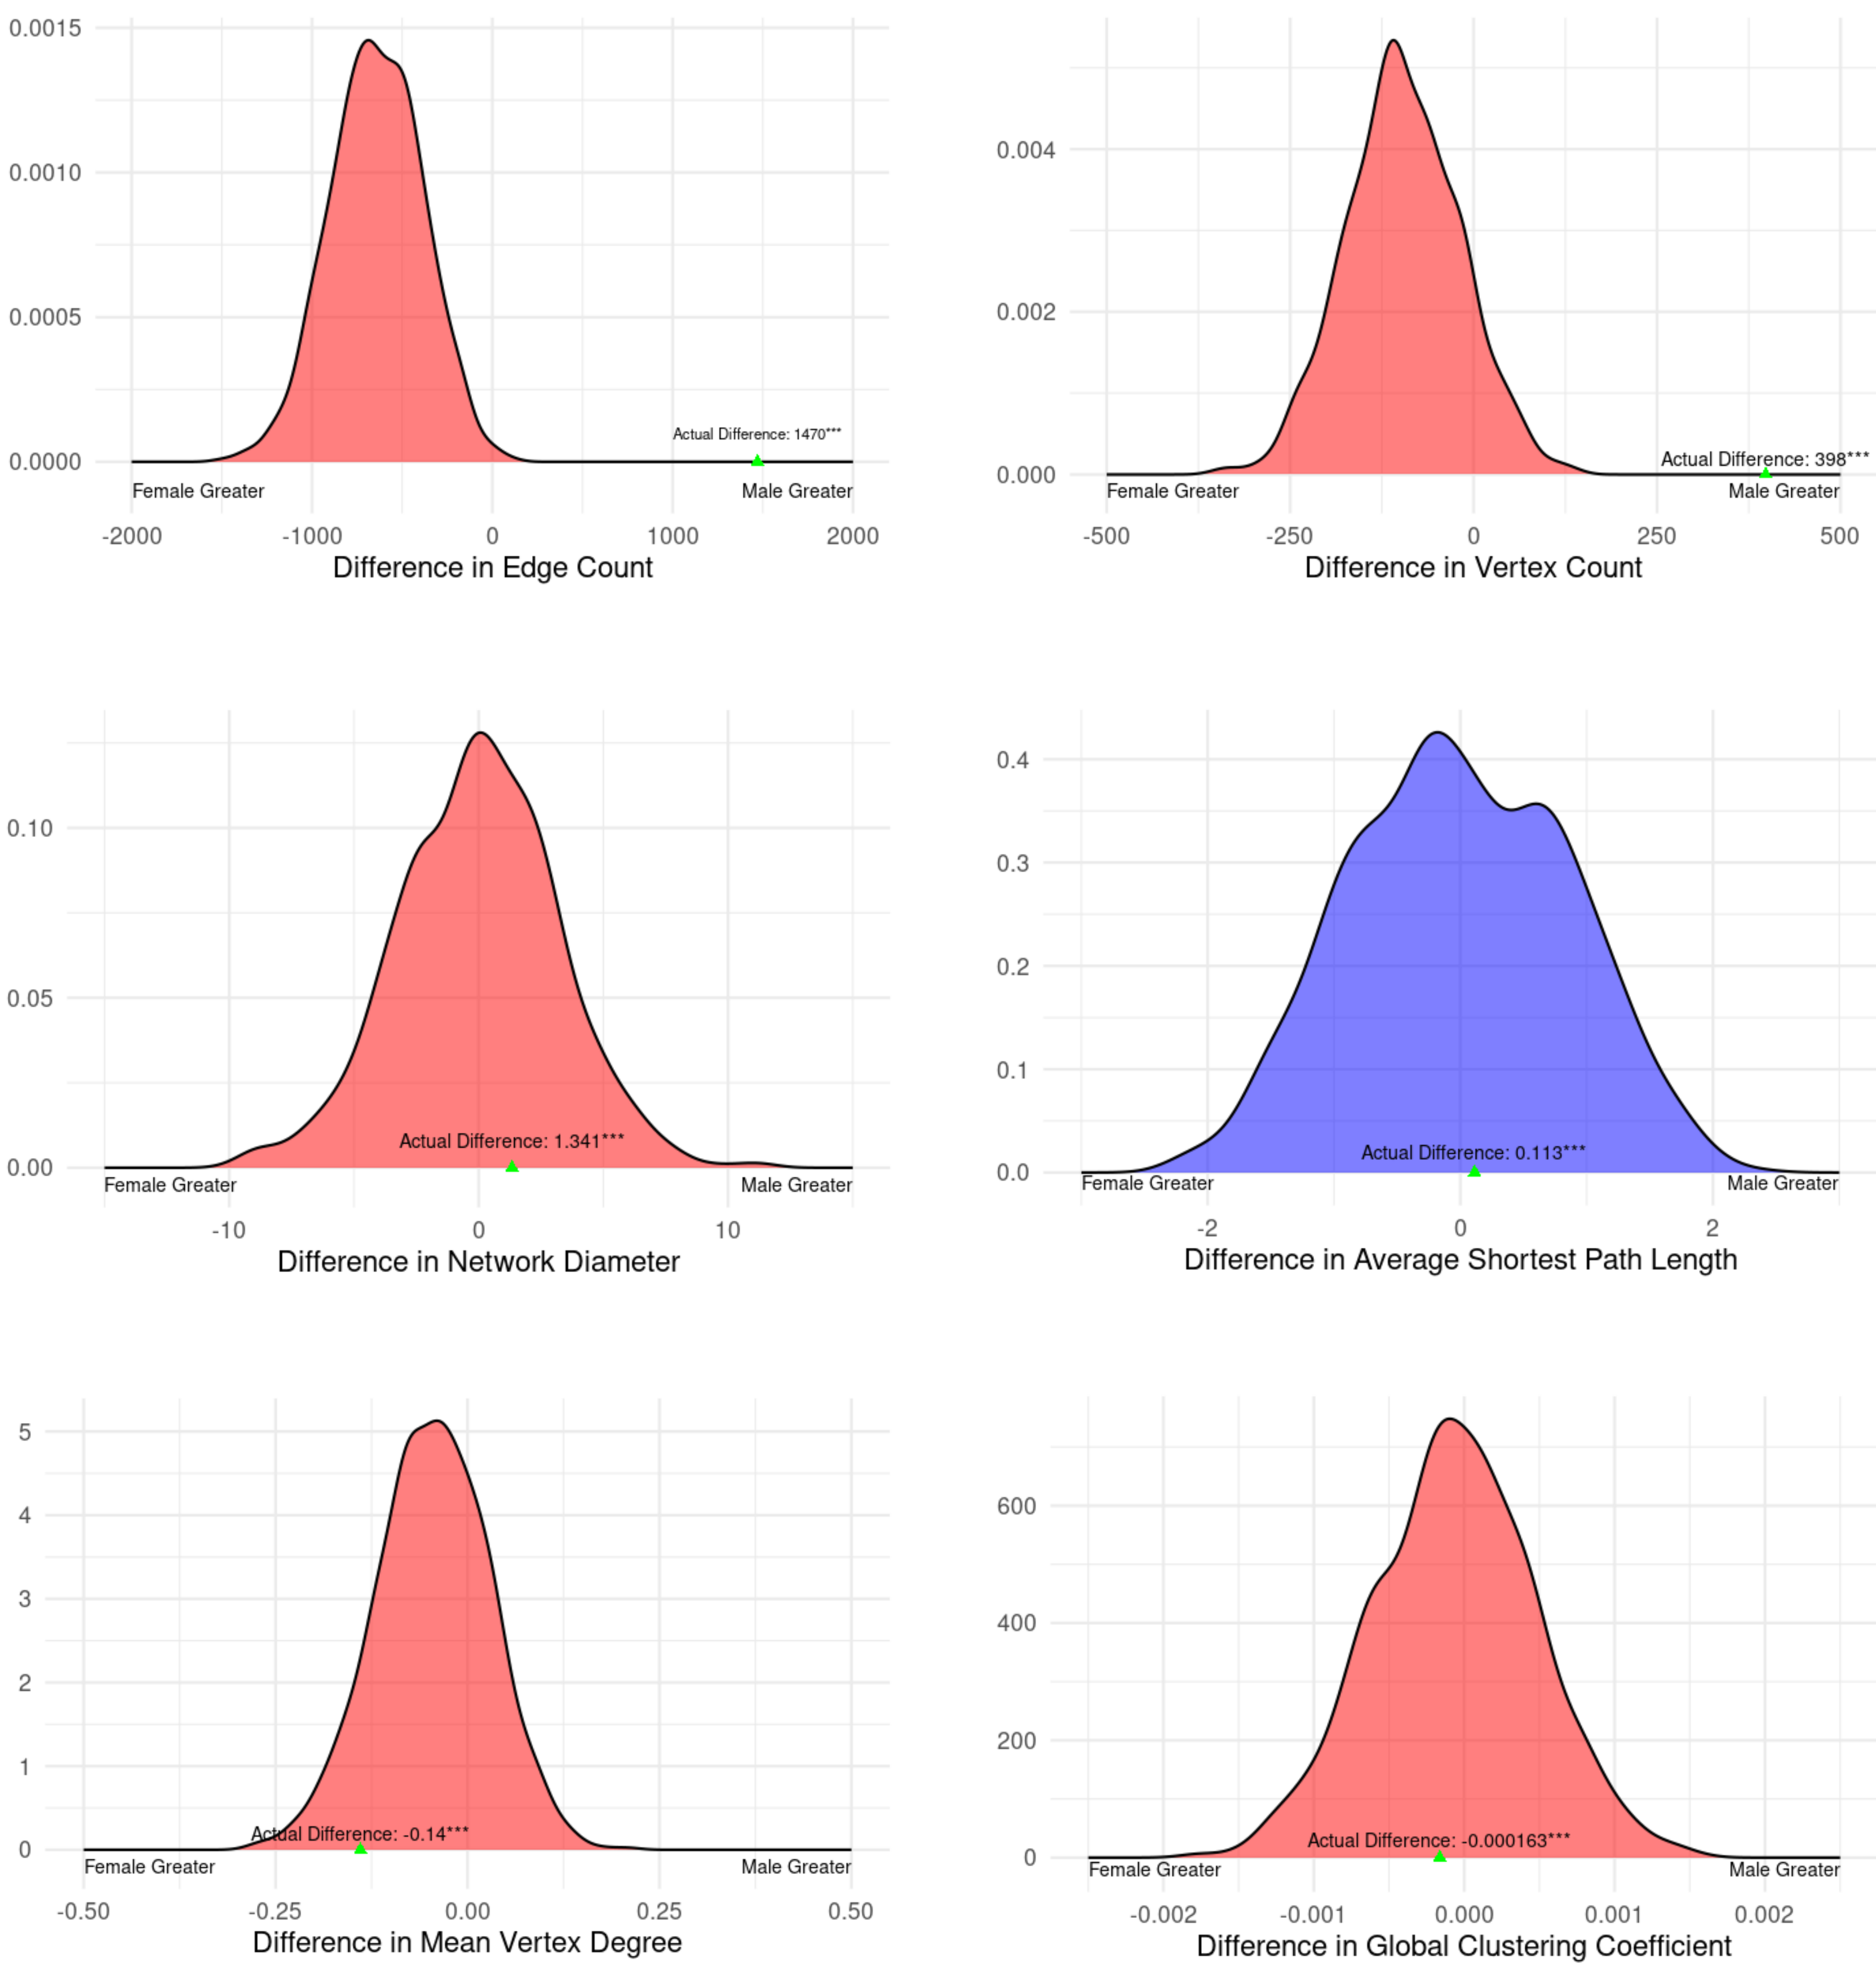 0.0015
0.0010
0.0005
0.0000
Actual Difference: 1470***
Female Greater
Male Greater
-2000 -1000 0 1000 2000
Difference in Edge Count
0.004
0.002
0.000
Actual Difference: 398***
Female Greater
Male Greater
-500 -250 0 250 500
Difference in Vertex Count
0.10
0.05
0.00
Actual Difference: 1.341***
Female Greater
Male Greater
-10 0 10
Difference in Network Diameter
0.4
0.3
0.2
0.1
0.0
Actual Difference: 0.113***
Female Greater
Male Greater
-2 0 2
Difference in Average Shortest Path Length
5
4
3
2
1
0
Actual Difference: -0.14***
Female Greater
Male Greater
-0.50 -0.25 0.00 0.25 0.50
Difference in Mean Vertex Degree
600
400
200
0
Actual Difference: -0.000163***
Female Greater
Male Greater
-0.002 -0.001 0.000 0.001 0.002
Difference in Global Clustering Coefficient